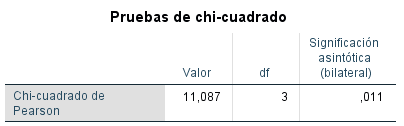 Pruebas de chi-cuadrado
Significación
asintótica
Valor df (bilateral)
Chi-cuadrado de 11,087 3 ,011
Pearson